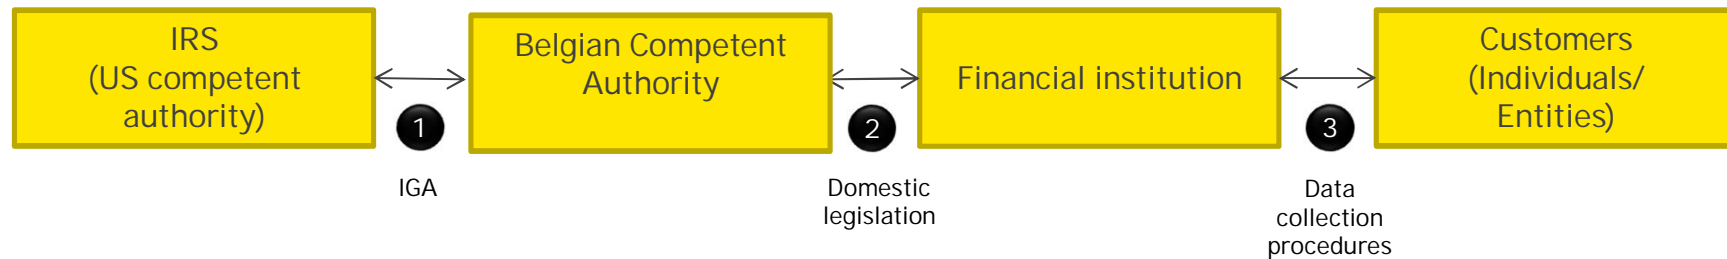 IRS
(US competent
authority)
Belgian Competent
Authority
Financial institution
Customers
(Individuals/
Entities)
1
IGA
2
Domestic
legislation
3
Data
collection
procedures